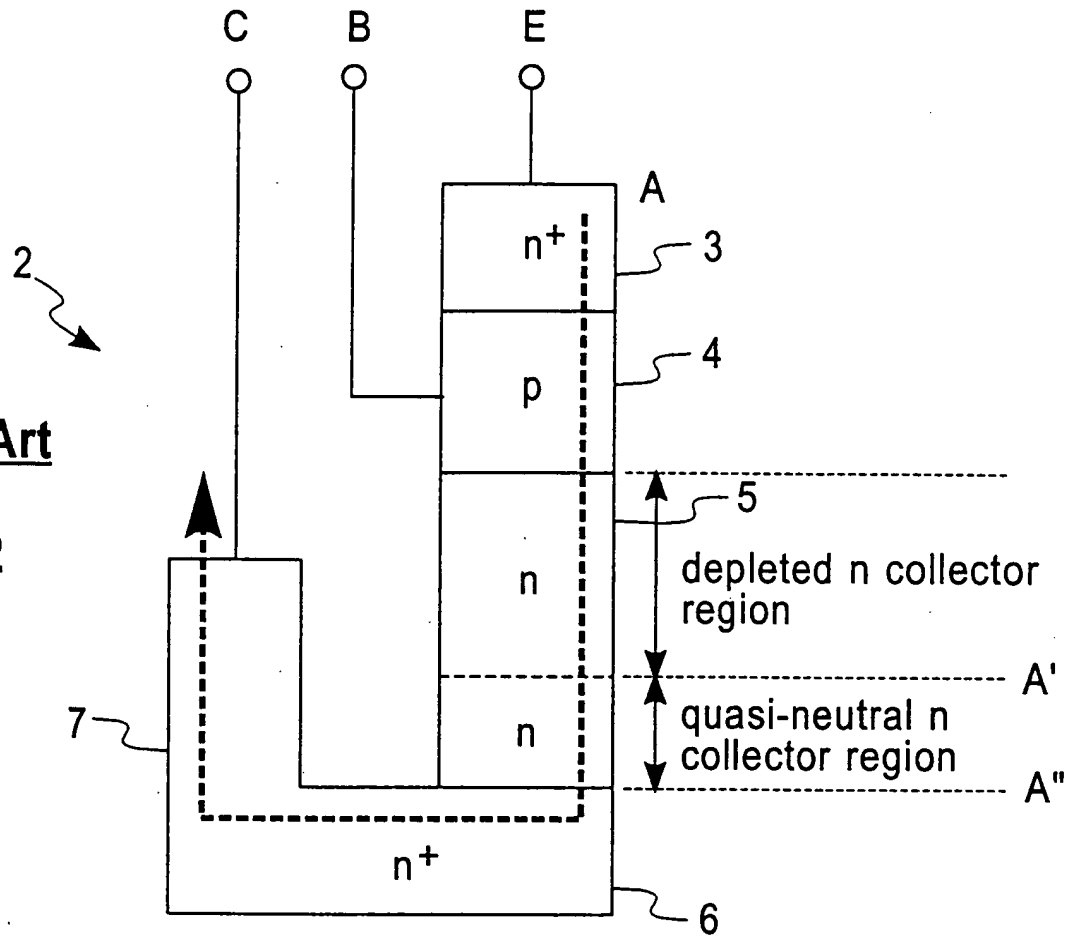 C
B
E
A
n+
3
2
4
p
Art
5
n
depleted n collector
region
A'
7
n
quasi-neutral n
collector region
A"
n+
6